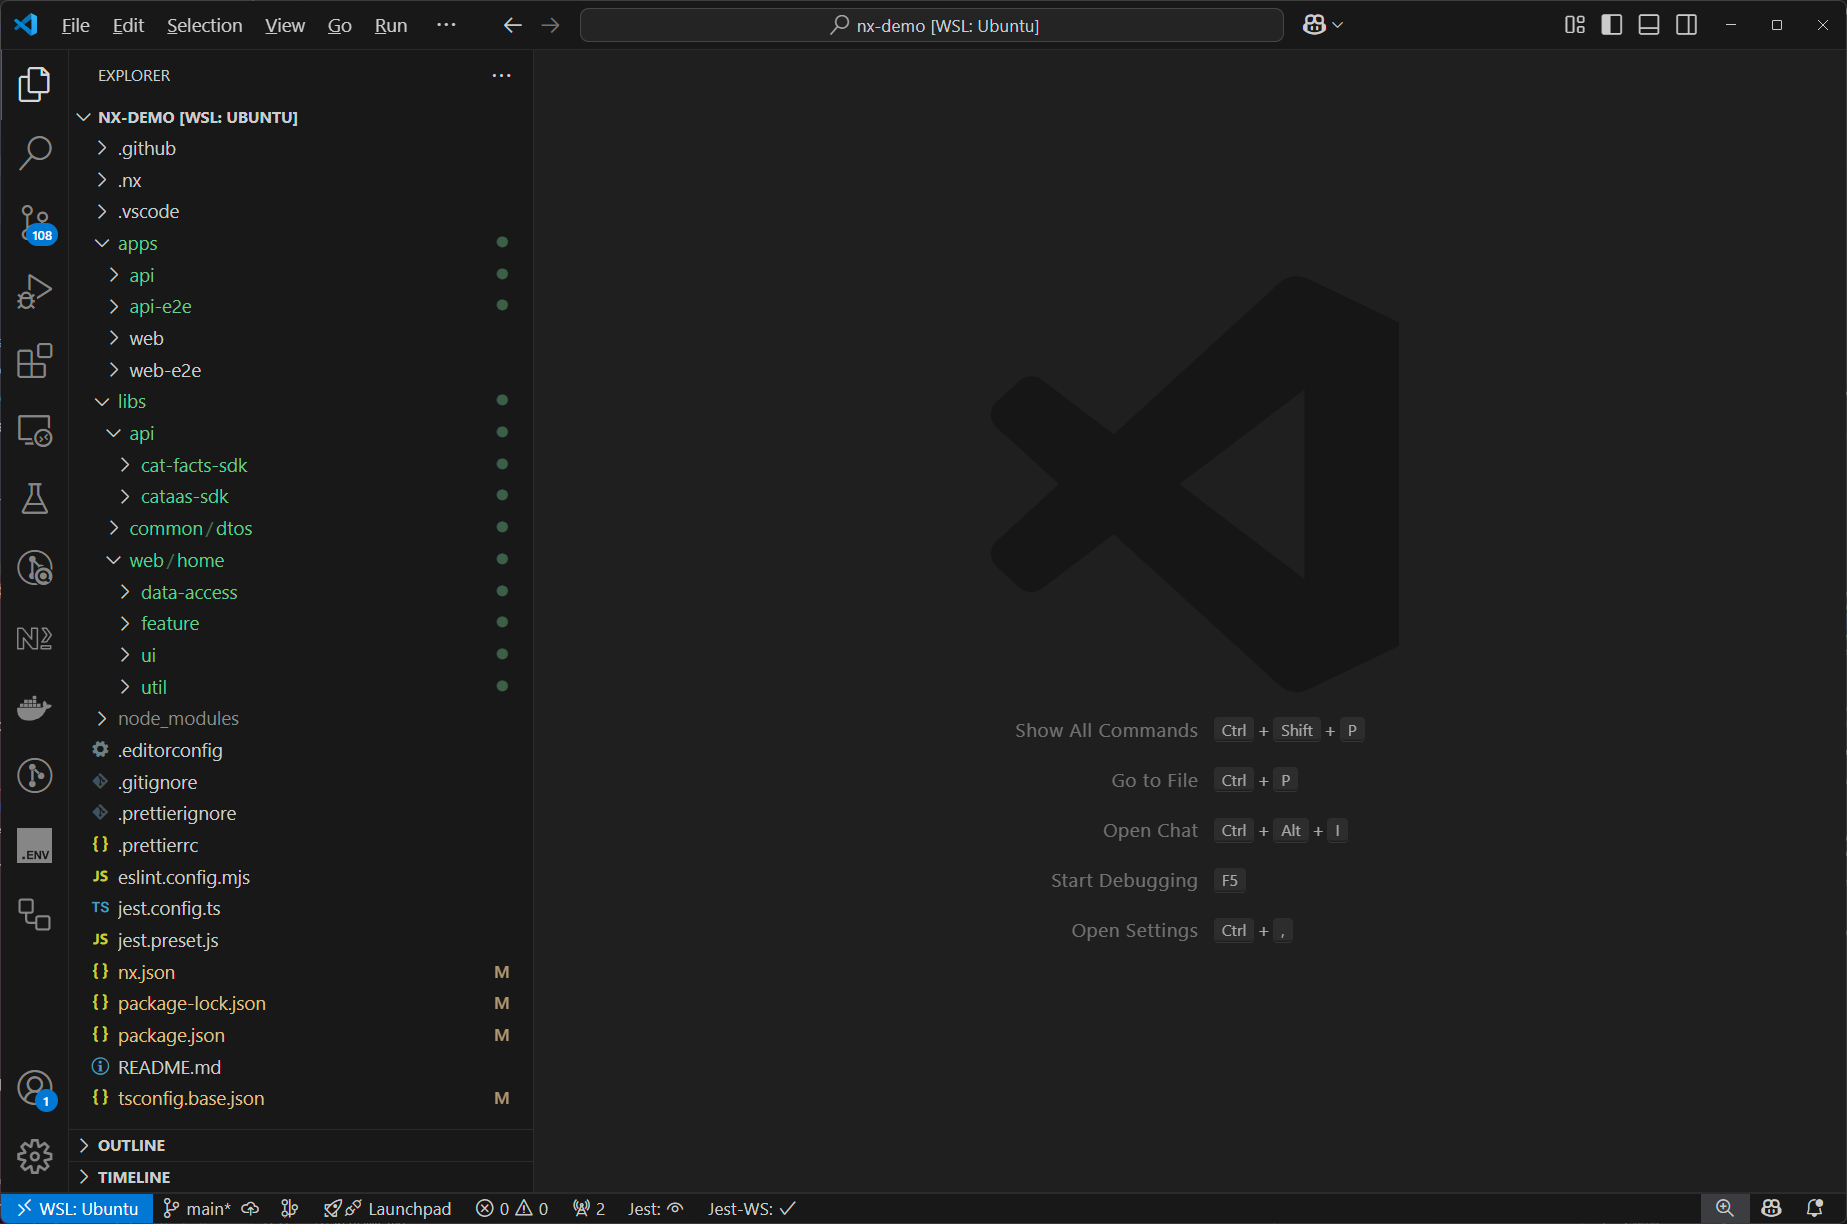 File Edit Selection View Go Run ··· nx-demo [WSL: Ubuntu]
EXPLORER ···
NX-DEMO [WSL: UBUNTU]
.github
.nx
.vscode
108
apps
api
api-e2e
web
web-e2e
libs
api
cat-facts-sdk
cataas-sdk
common / dtos
web / home
data-access
feature
ui
util
node_modules
.editorconfig
.gitignore
.prettierignore
{} .prettierrc
.ENV
JS eslint.config.mjs
TS jest.config.ts
JS jest.preset.js
{} nx.json M
{} package-lock.json M
{} package.json M
README.md
{} tsconfig.base.json M
1
OUTLINE
TIMELINE
Show All Commands Ctrl + Shift + P
Go to File Ctrl + P
Open Chat Ctrl + Alt + I
Start Debugging F5
Open Settings Ctrl + ,
WSL: Ubuntu main* Launchpad 0 0 2 Jest: Jest-WS: